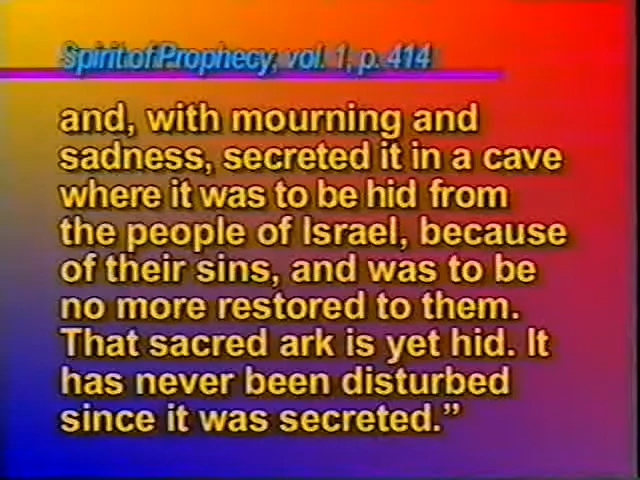 Spirit of Prophecy, vol. 1, p. 414
and, with mourning and
sadness, secreted it in a cave
where it was to be hid from
the people of Israel, because
of their sins, and was to be
no more restored to them.
That sacred ark is yet hid. It
has never been disturbed
since it was secreted.”